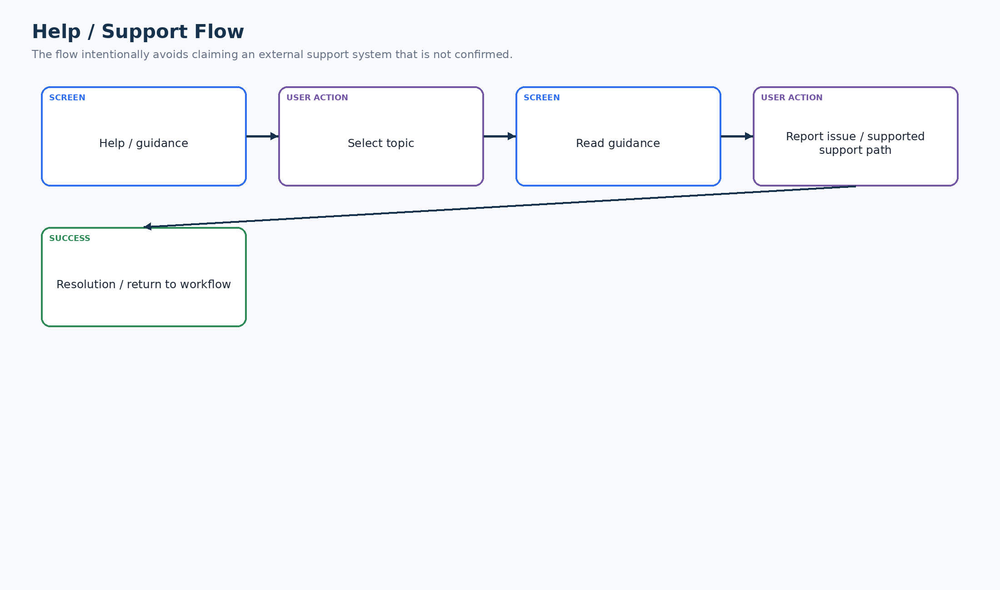 Help / Support Flow
The flow intentionally avoids claiming an external support system that is not confirmed.
SCREEN
Help / guidance
USER ACTION
Select topic
SCREEN
Read guidance
USER ACTION
Report issue / supported
support path
SUCCESS
Resolution / return to workflow